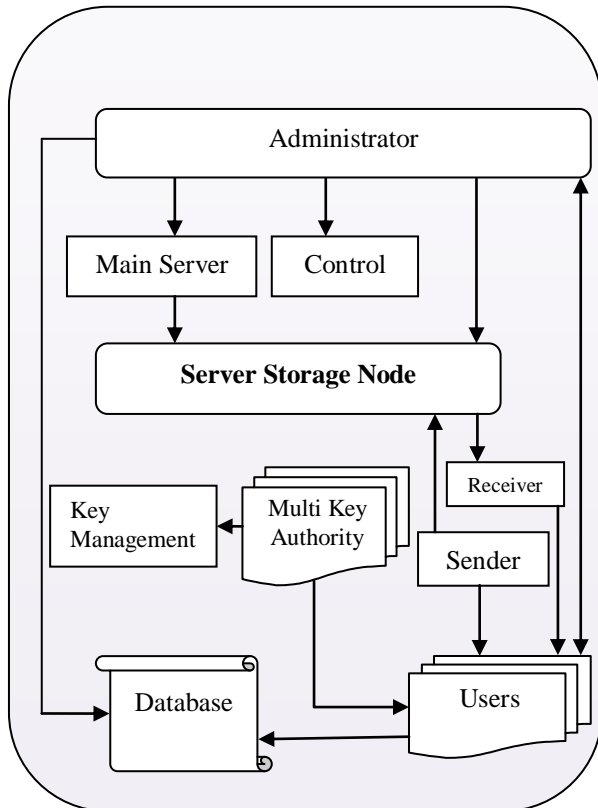 Administrator
Main Server
Control
Server Storage Node
Receiver
Key
Management
Multi Key
Authority
Sender
Database
Users